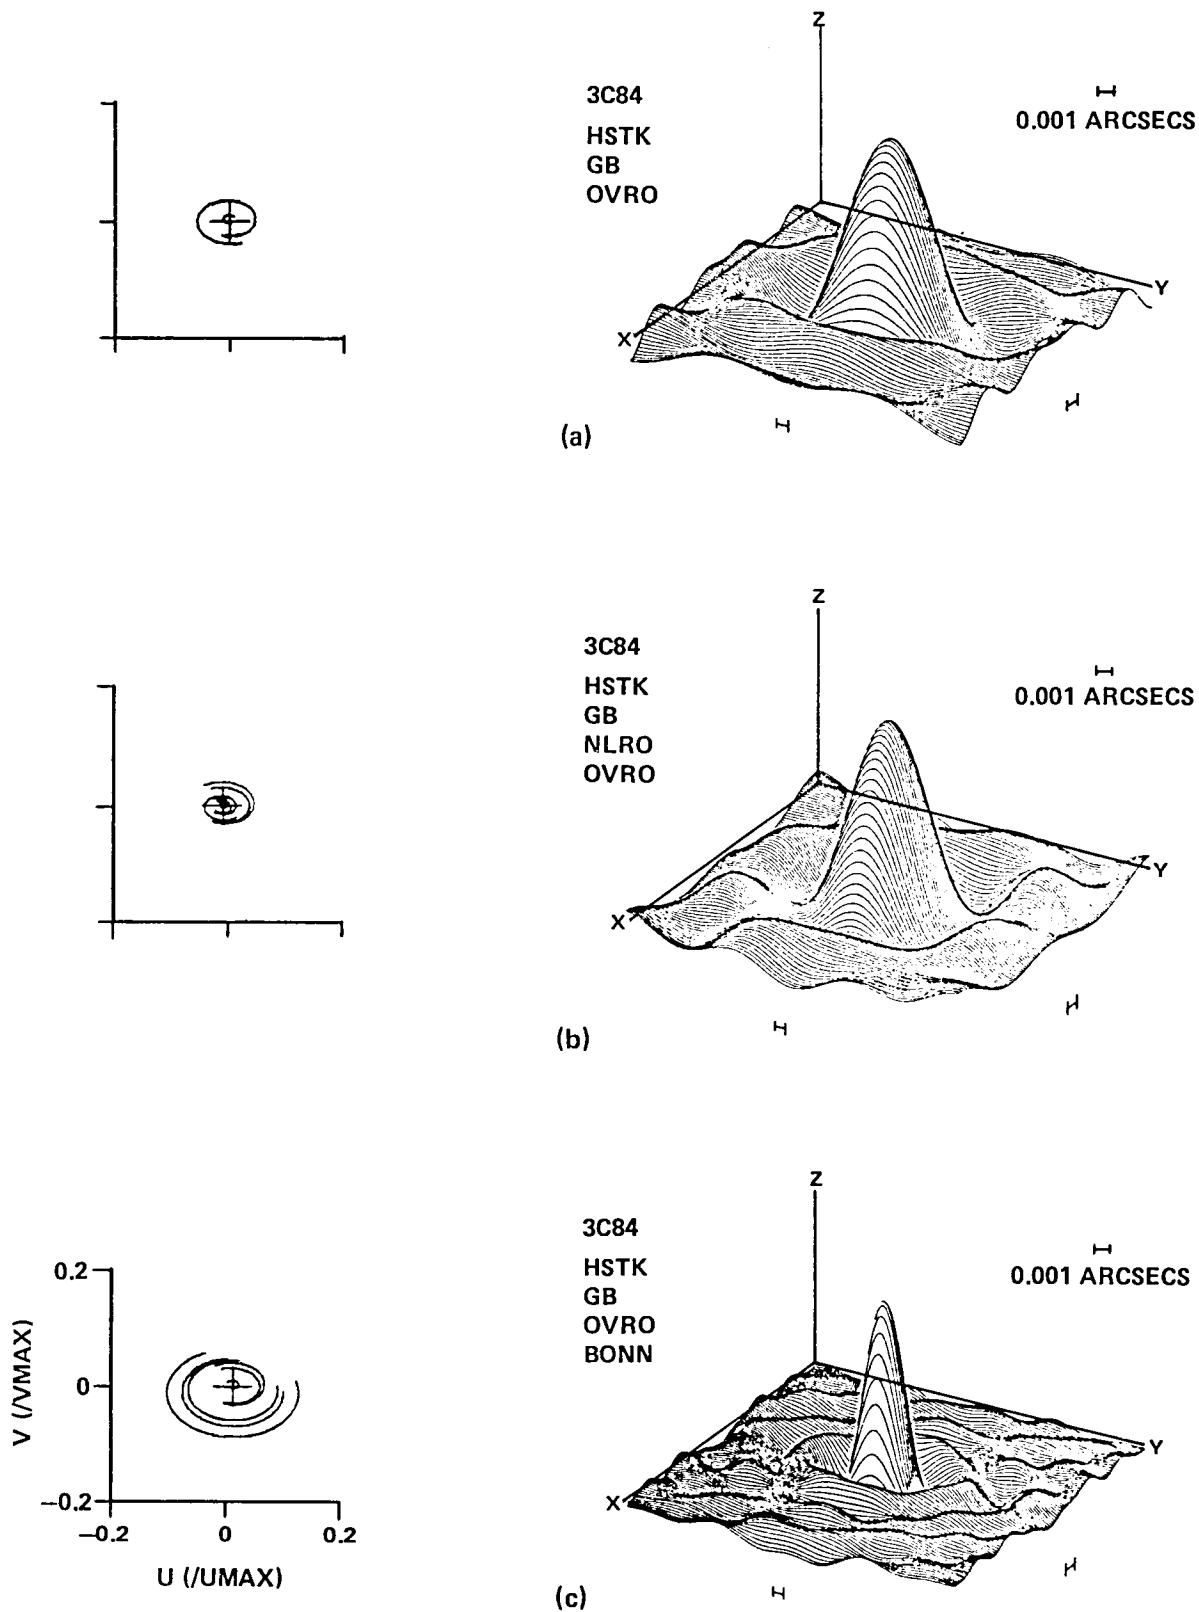 Z
3C84
HSTK
GB
OVRO
0.001 ARCSECS
Y
X
(a)
Z
3C84
HSTK
GB
NLRO
OVRO
0.001 ARCSECS
Y
X
(b)
Z
3C84
HSTK
GB
OVRO
BONN
0.001 ARCSECS
Y
X
0.2
0
−0.2
V (/VMAX)
−0.2 0 0.2
U (/UMAX)
(c)